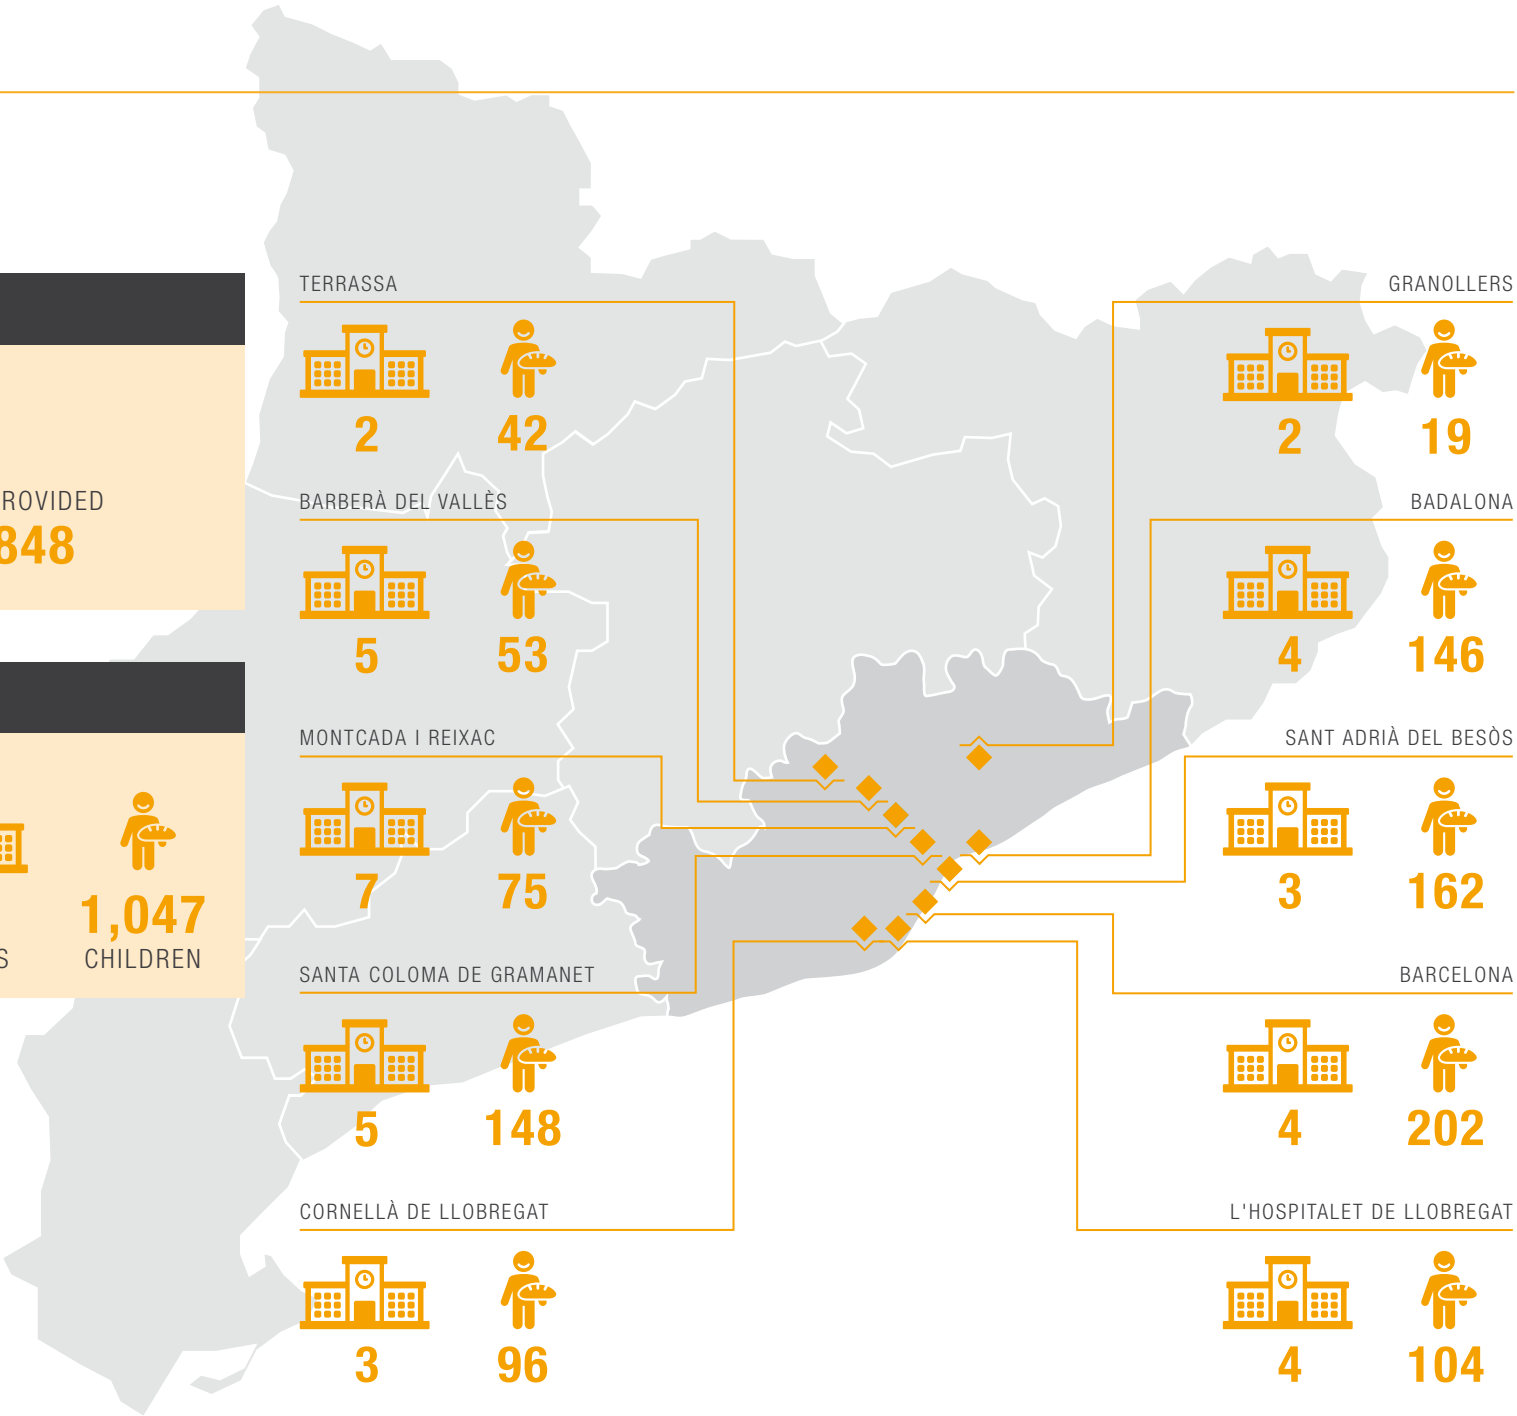 TERRASSA
2 42
BARBERÀ DEL VALLÈS
5 53
MONTCADA I REIXAC
7 75
SANTA COLOMA DE GRAMANET
5 148
CORNELLÀ DE LLOBREGAT
3 96
GRANOLLERS
2 19
BADALONA
4 146
SANT ADRIÀ DEL BESÒS
3 162
BARCELONA
4 202
L'HOSPITALET DE LLOBREGAT
4 104
ROVIDED
848
1,047
S CHILDREN